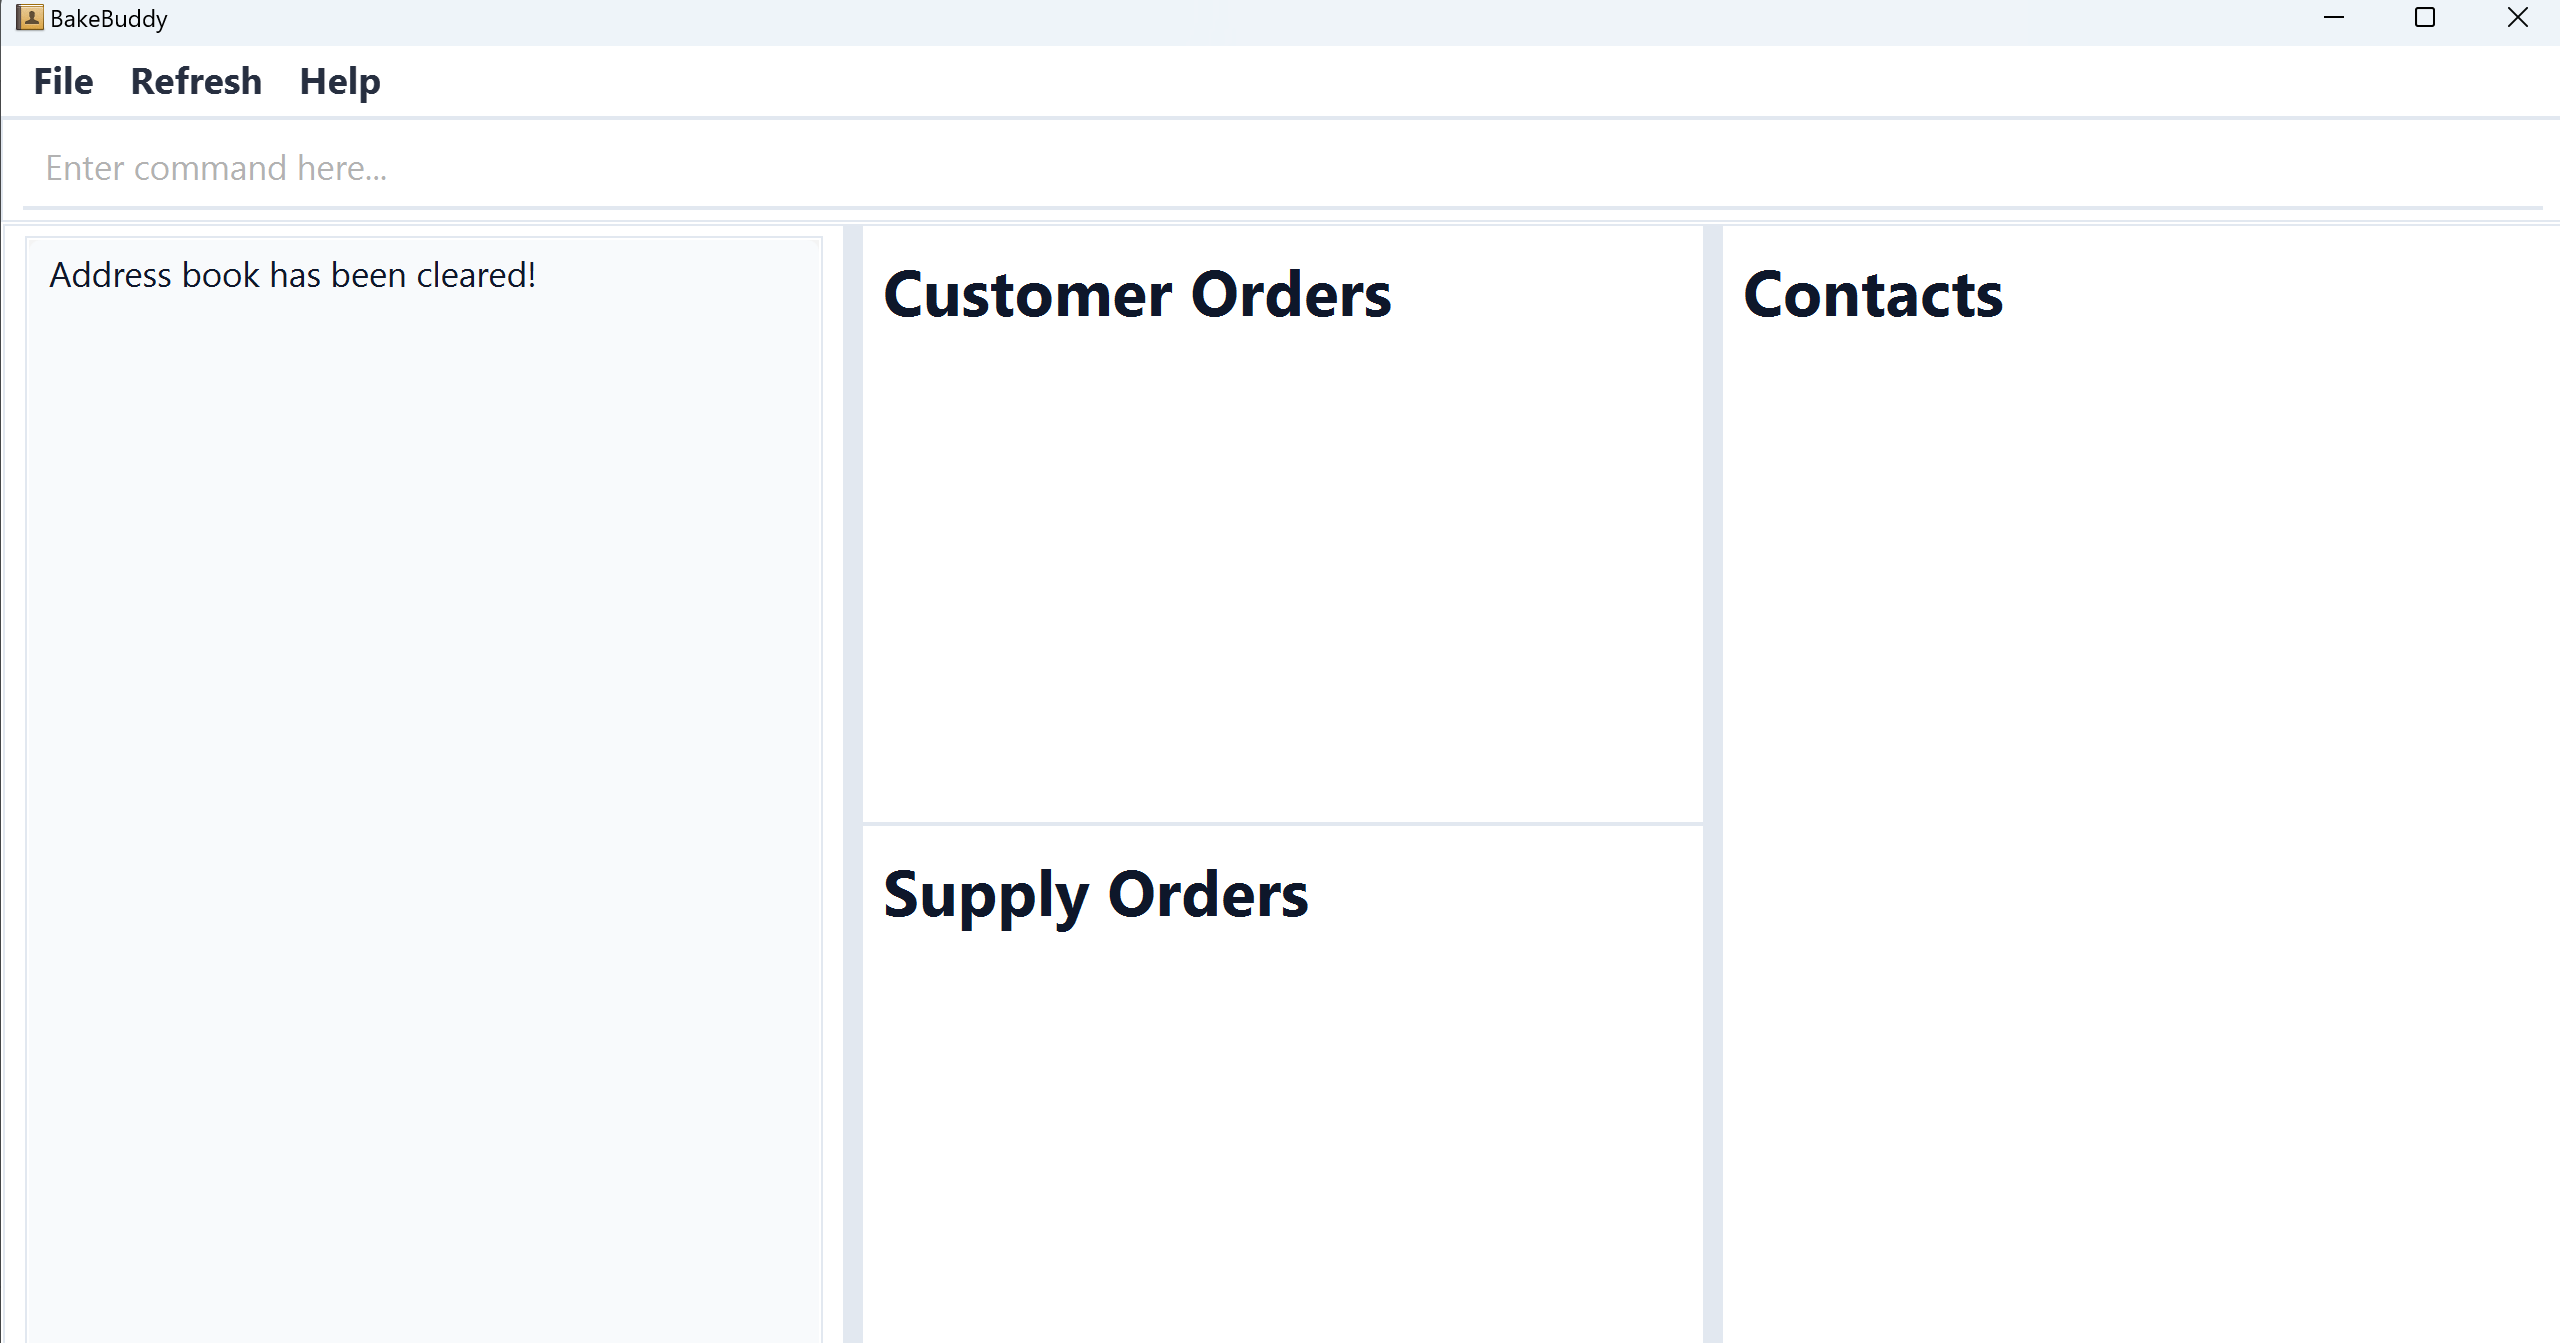 BakeBuddy
File Refresh Help
Enter command here...
Address book has been cleared!
Customer Orders
Supply Orders
Contacts